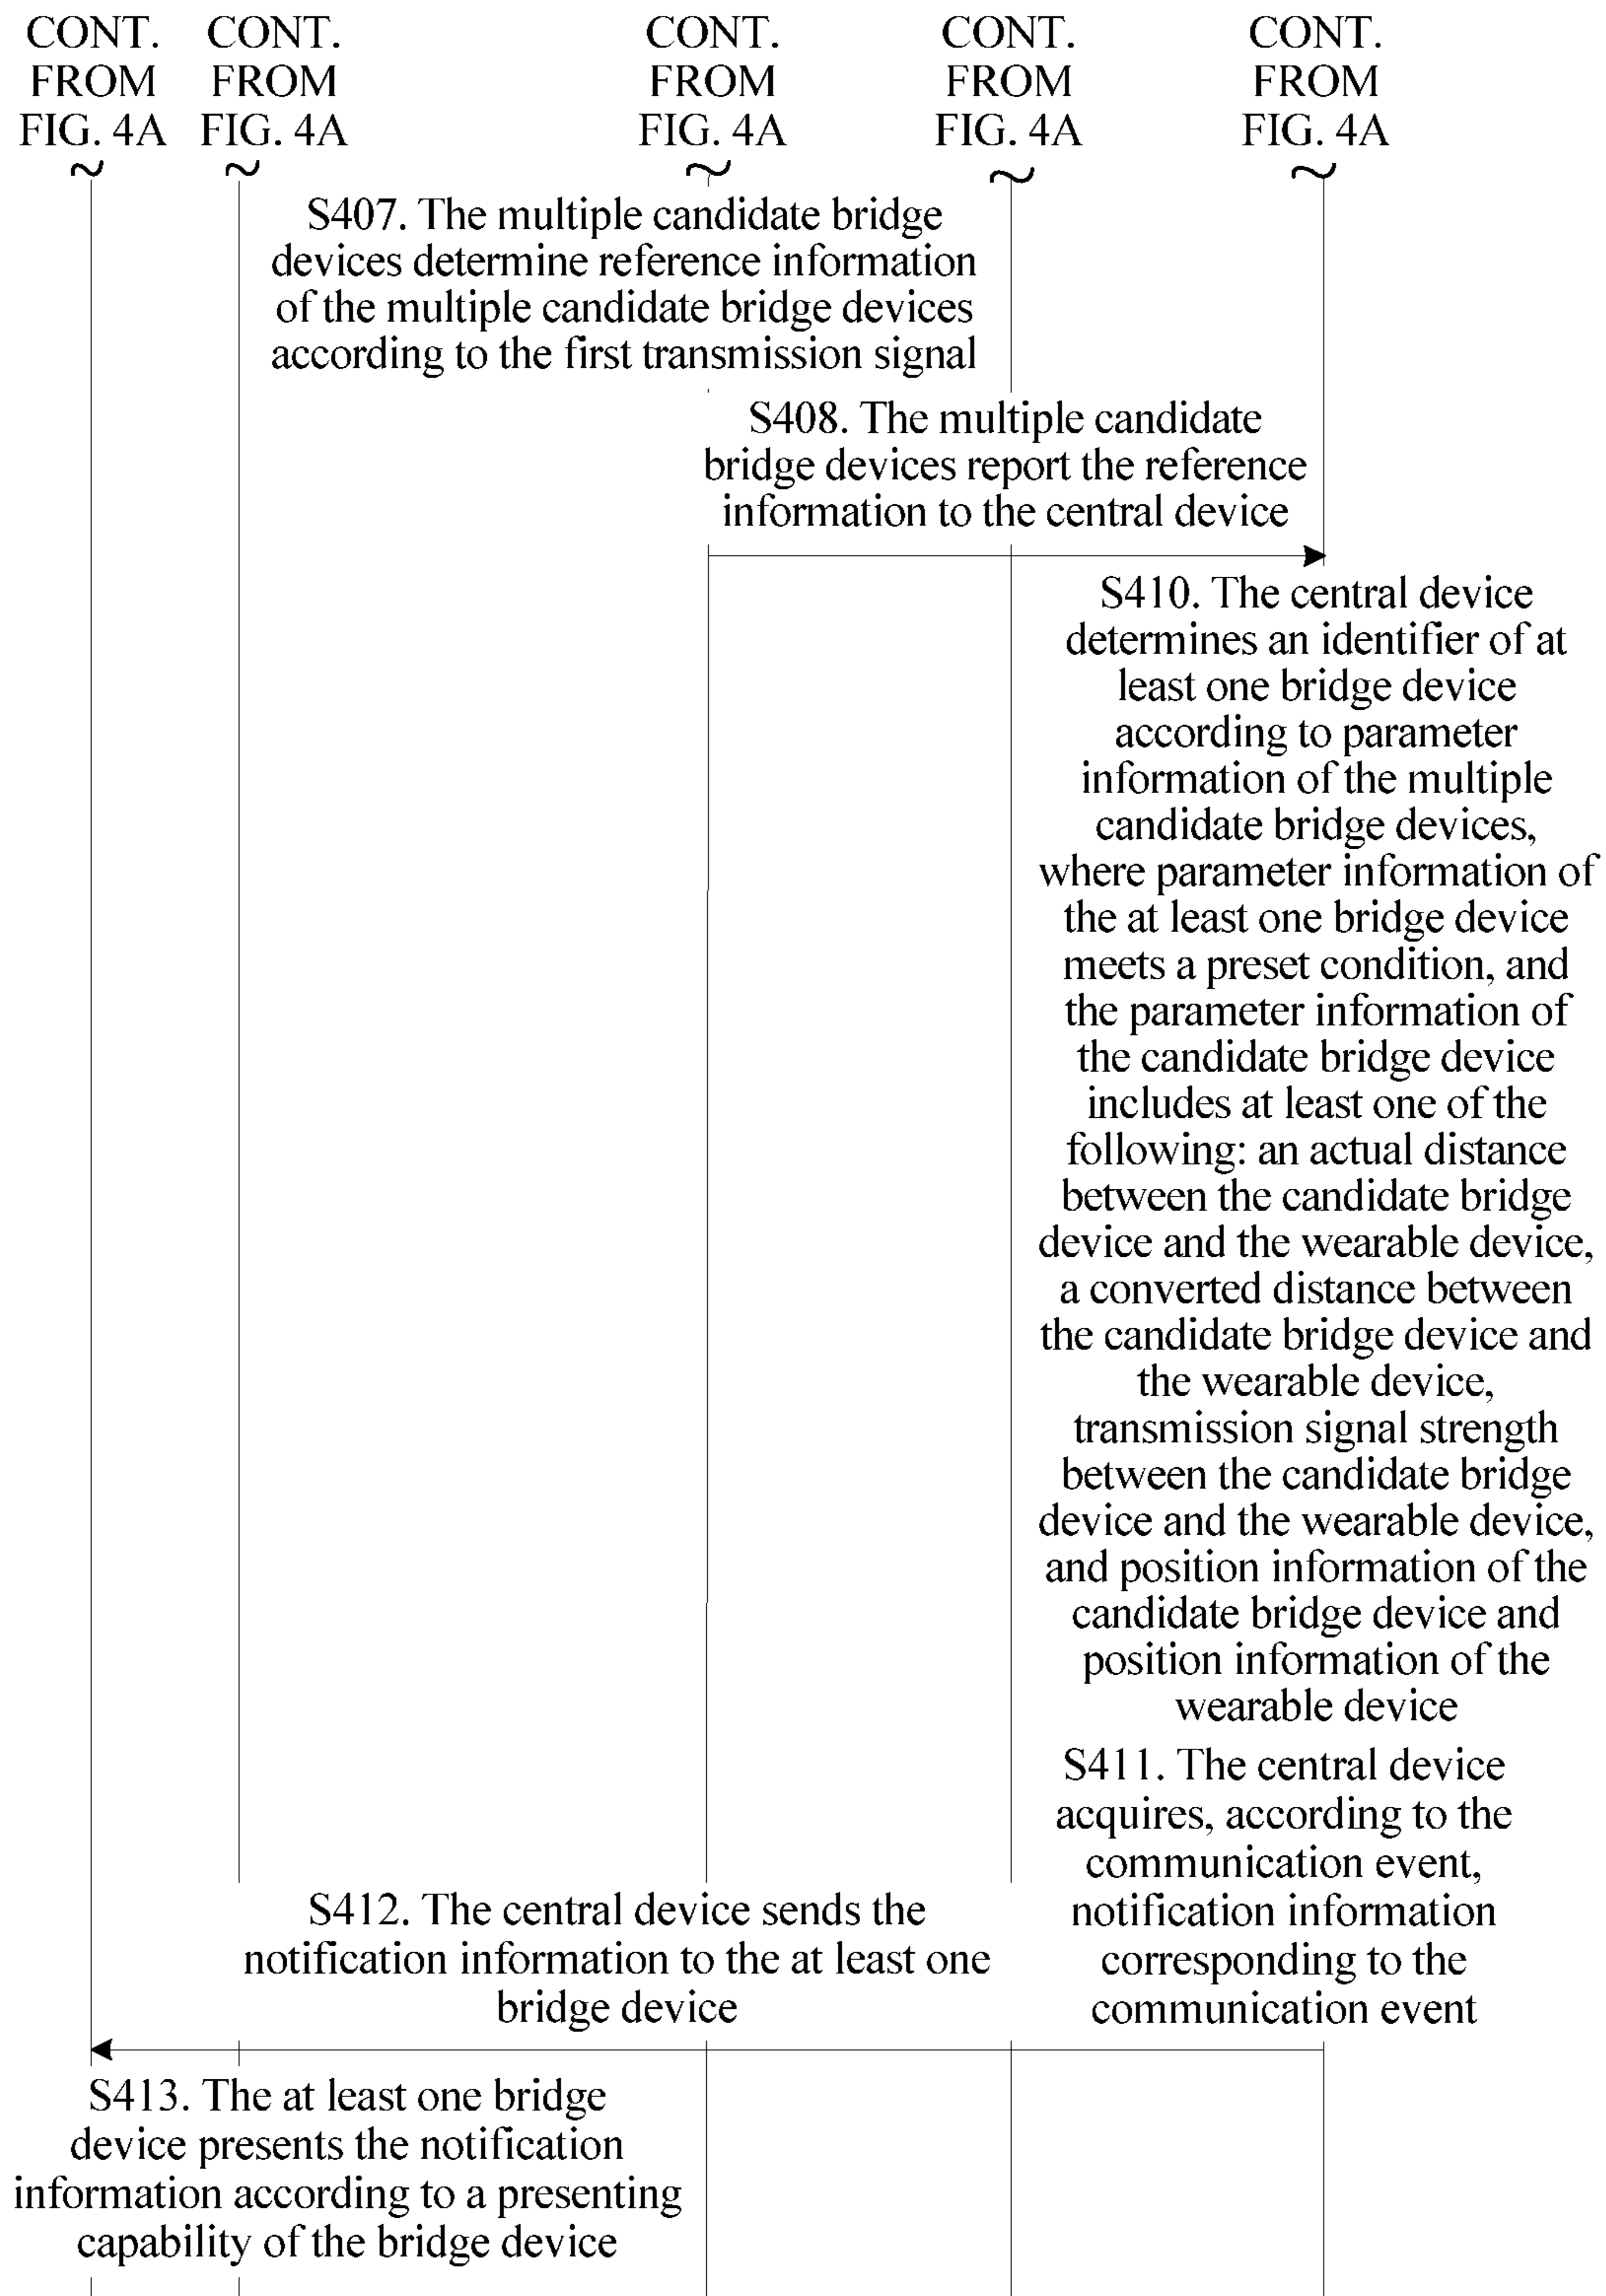 CONT. CONT. CONT. CONT. CONT.
FROM FROM FROM FROM FROM
FIG. 4A FIG. 4A FIG. 4A FIG. 4A FIG. 4A
S407. The multiple candidate bridge
devices determine reference information
of the multiple candidate bridge devices
according to the first transmission signal
S408. The multiple candidate
bridge devices report the reference
information to the central device
S410. The central device
determines an identifier of at
least one bridge device
according to parameter
information of the multiple
candidate bridge devices,
where parameter information of
the at least one bridge device
meets a preset condition, and
the parameter information of
the candidate bridge device
includes at least one of the
following: an actual distance
between the candidate bridge
device and the wearable device,
a converted distance between
the candidate bridge device and
the wearable device,
transmission signal strength
between the candidate bridge
device and the wearable device,
and position information of the
candidate bridge device and
position information of the
wearable device
S411. The central device
acquires, according to the
communication event,
notification information
corresponding to the
communication event
S412. The central device sends the
notification information to the at least one
bridge device
S413. The at least one bridge
device presents the notification
information according to a presenting
capability of the bridge device